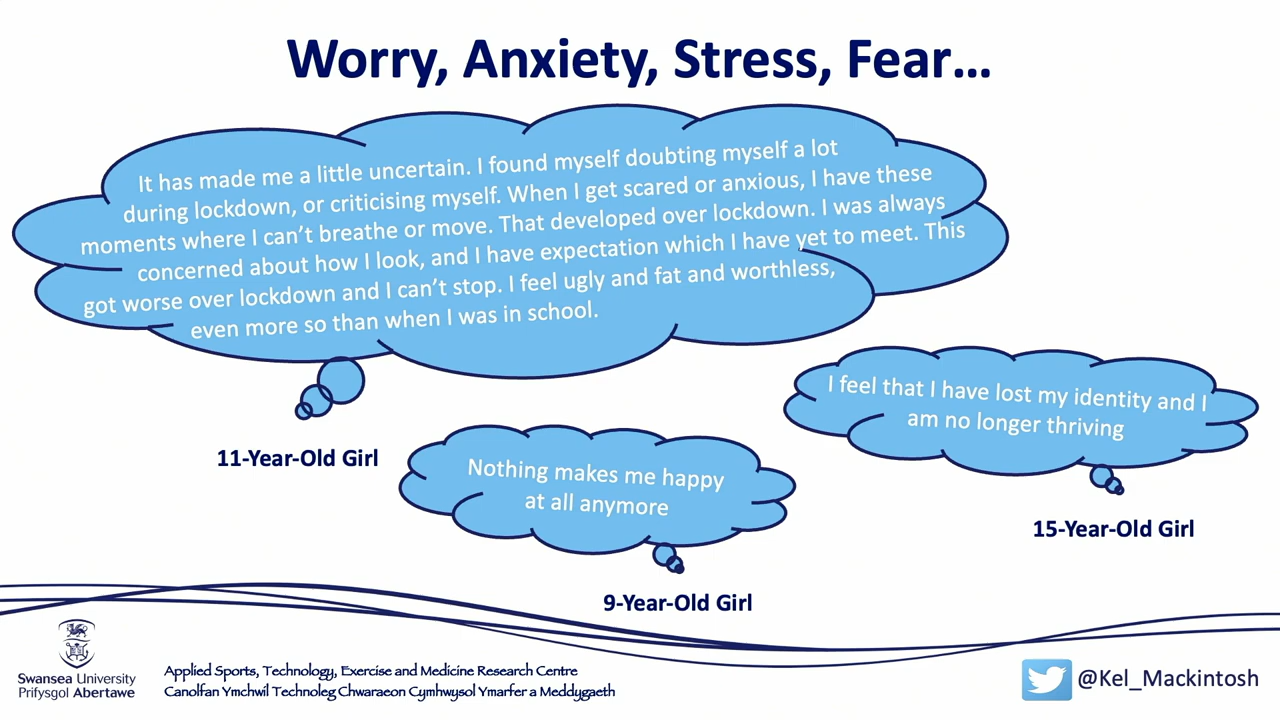 Worry, Anxiety, Stress, Fear...
It has made me a little uncertain. I found myself doubting myself a lot
during lockdown, or criticising myself. When I get scared or anxious, I have these
moments where I can't breathe or move. That developed over lockdown. I was always
concerned about how I look, and I have expectation which I have yet to meet. This
got worse over lockdown and I can't stop. I feel ugly and fat and worthless,
even more so than when I was in school.
11-Year-Old Girl
I feel that I have lost my identity and I
am no longer thriving
15-Year-Old Girl
Nothing makes me happy
at all anymore
9-Year-Old Girl
Swansea University
Prifysgol Abertawe
Applied Sports, Technology, Exercise and Medicine Research Centre
Canolfan Ymchwil Technoleg Chwaraeon Cymhwysol Ymarfer a Meddygaeth
@Kel_Mackintosh